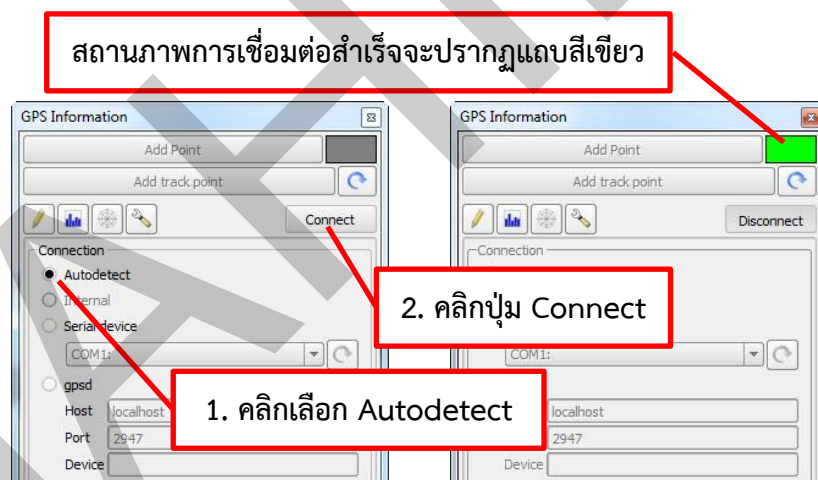 สถานภาพการเชื่อมต่อสำเร็จจะปรากฏแถบสีเขียว
GPS Information
Add Point
Add track point
Connect
Connection
Autodetect
Internal
Serial device
COM1:
gpsd
Host localhost
Port 2947
Device
1. คลิกเลือก Autodetect
2. คลิกปุ่ม Connect
GPS Information
Add Point
Add track point
Disconnect
Connection
COM1:
localhost
2947
Device